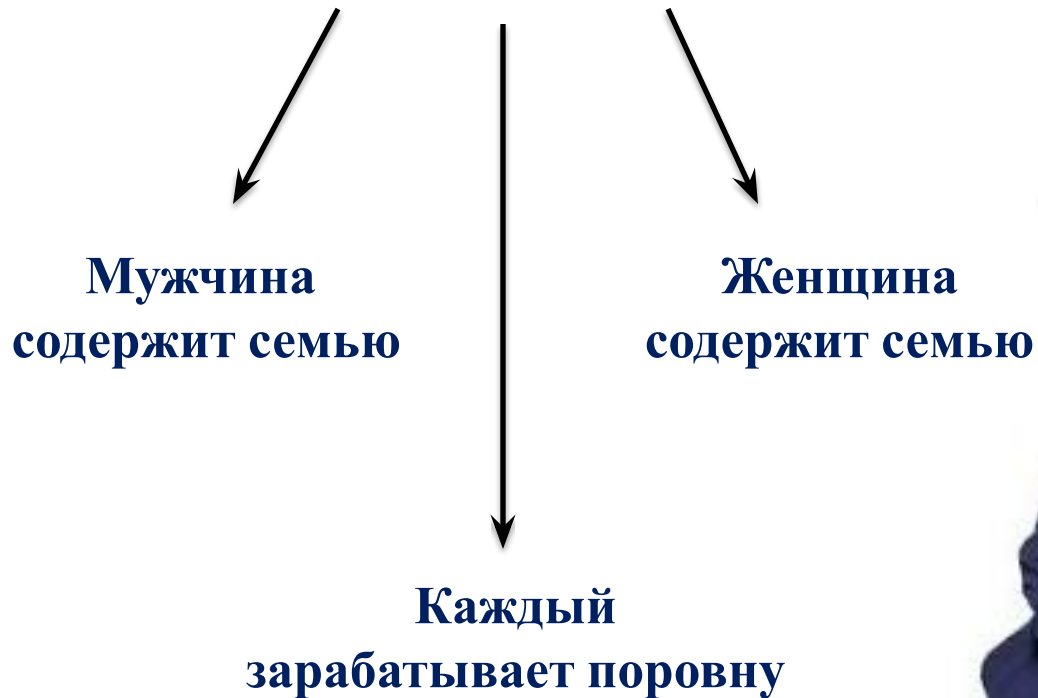 Мужчина
содержит семью
Женщина
содержит семью
Каждый
зарабатывает поровну